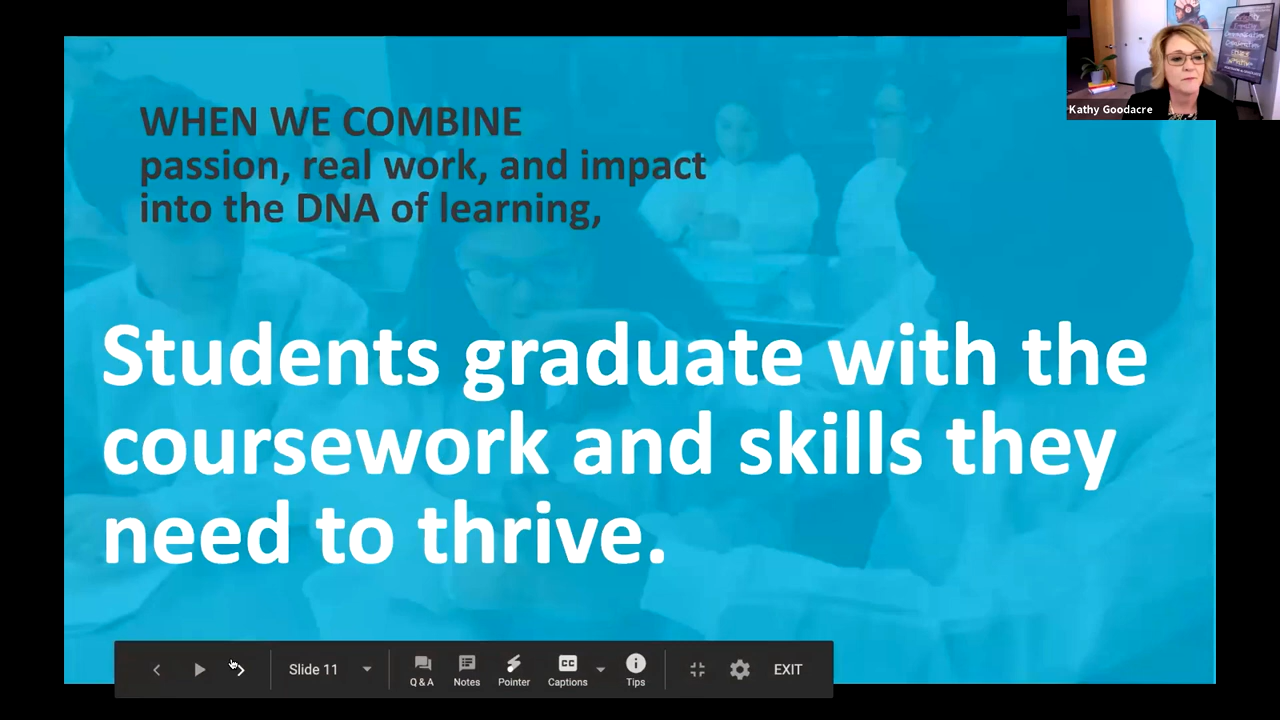 WHEN WE COMBINE
passion, real work, and impact
into the DNA of learning,
Students graduate with the
coursework and skills they
need to thrive.
Kathy Goodacre
Slide 11
Q & A
Notes
Pointer
CC
Captions
Tips
EXIT